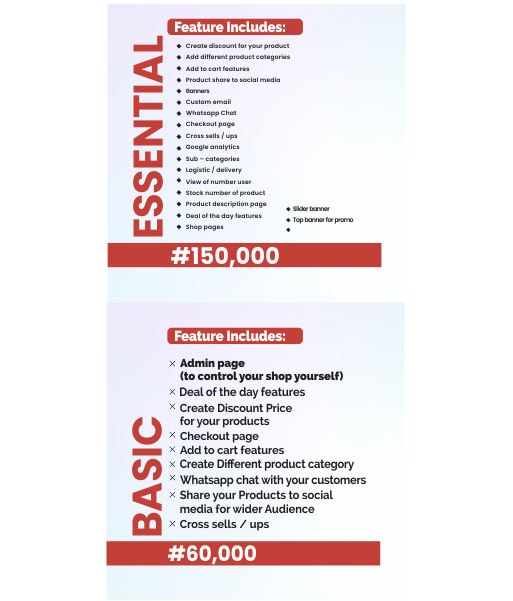 Feature Includes:
ESSENTIAL
Create discount for your product
Add different product categories
Add to cart features
Product share to social media
Banners
Custom email
Whatsapp Chat
Checkout page
Cross sells / ups
Google analytics
Sub – categories
Logistic / delivery
View of number user
Stock number of product
Product description page
Deal of the day features
Shop pages
Slider banner
Top banner for promo
#150,000
Feature Includes:
BASIC
Admin page
(to control your shop yourself)
Deal of the day features
Create Discount Price
for your products
Checkout page
Add to cart features
Create Different product category
Whatsapp chat with your customers
Share your Products to social
media for wider Audience
Cross sells / ups
#60,000